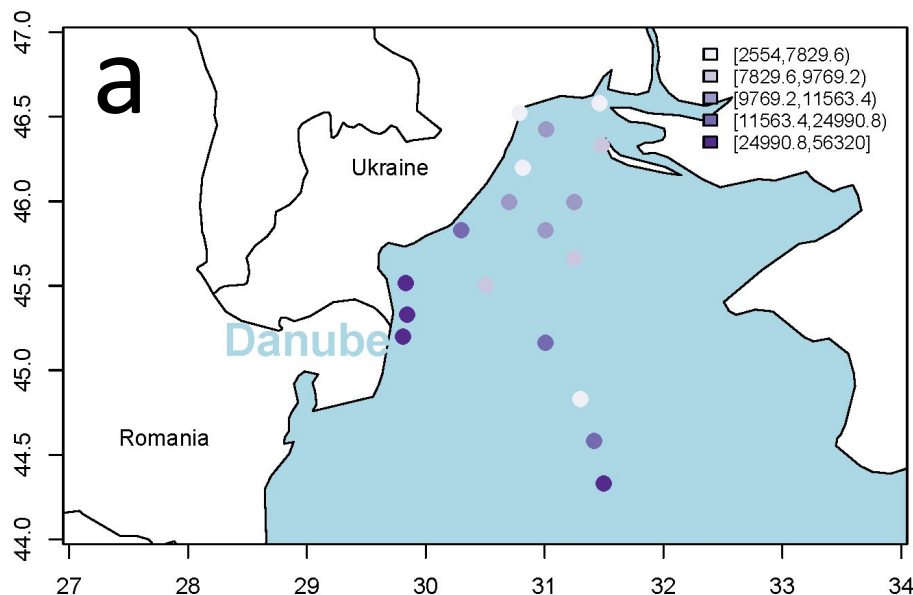 a
[2554,7829.6)
[7829.6,9769.2)
[9769.2,11563.4)
[11563.4,24990.8)
[24990.8,56320]
Ukraine
Danube
Romania
47.0
46.5
46.0
45.5
45.0
44.5
44.0
27 28 29 30 31 32 33 34